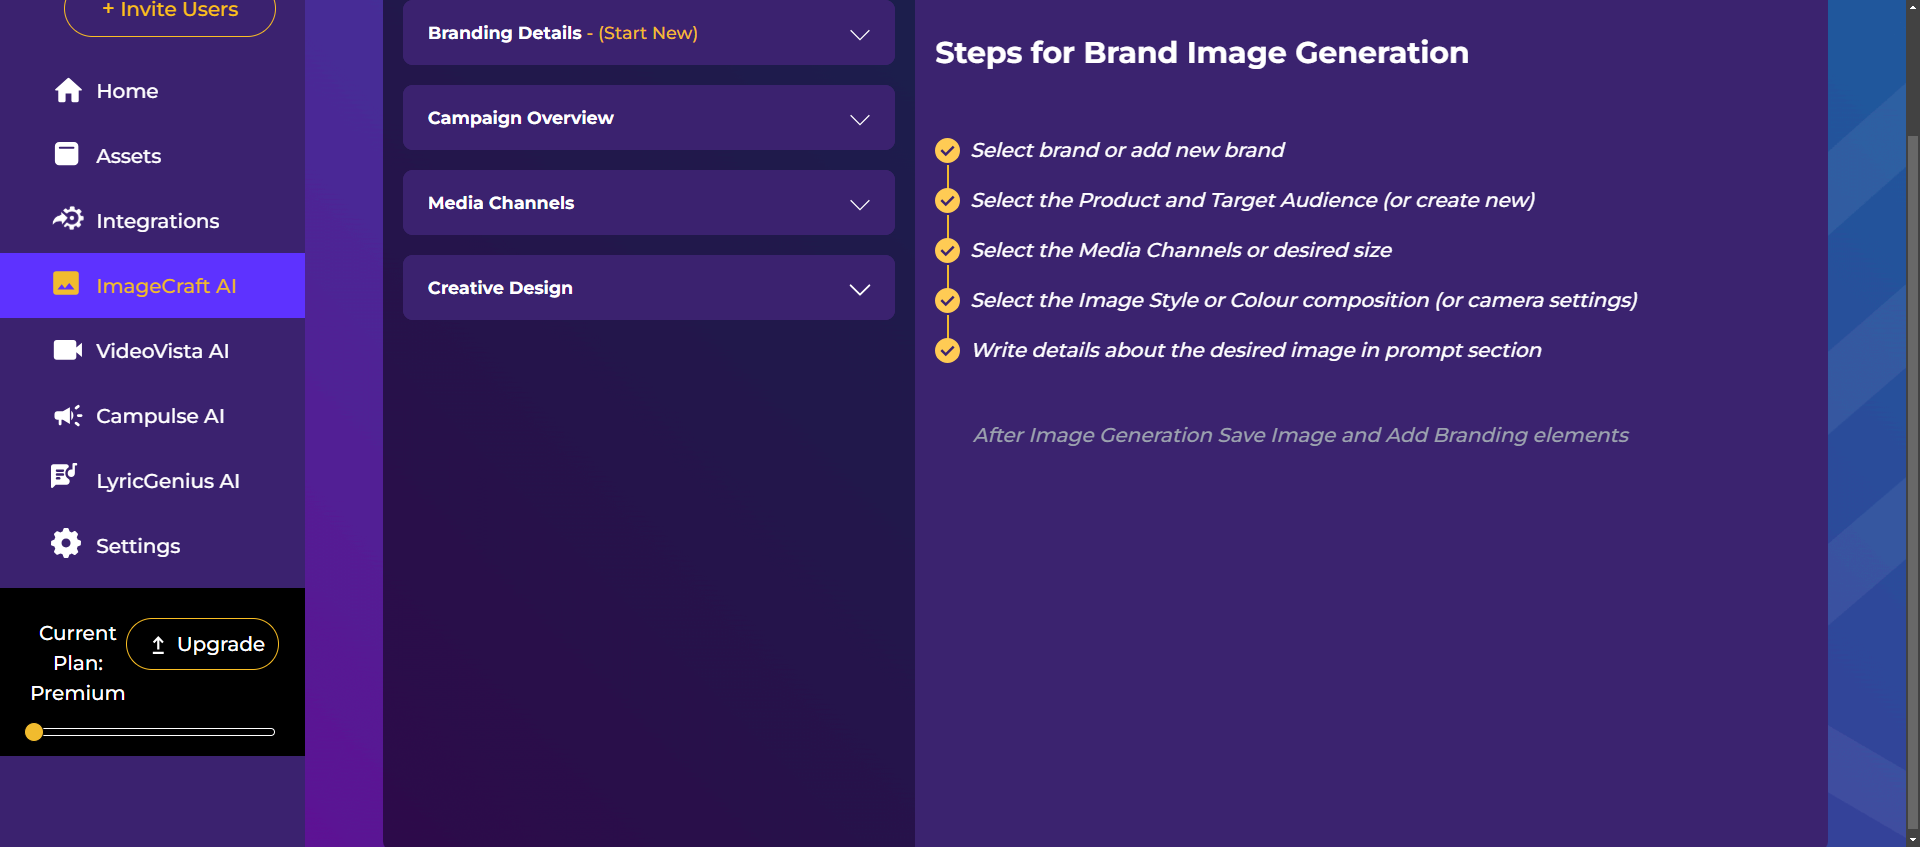 + Invite Users
Home
Assets
Integrations
ImageCraft AI
VideoVista AI
Campulse AI
LyricGenius AI
Settings
Current
Plan:
Premium
Upgrade
Branding Details - (Start New)
Campaign Overview
Media Channels
Creative Design
Steps for Brand Image Generation
Select brand or add new brand
Select the Product and Target Audience (or create new)
Select the Media Channels or desired size
Select the Image Style or Colour composition (or camera settings)
Write details about the desired image in prompt section
After Image Generation Save Image and Add Branding elements